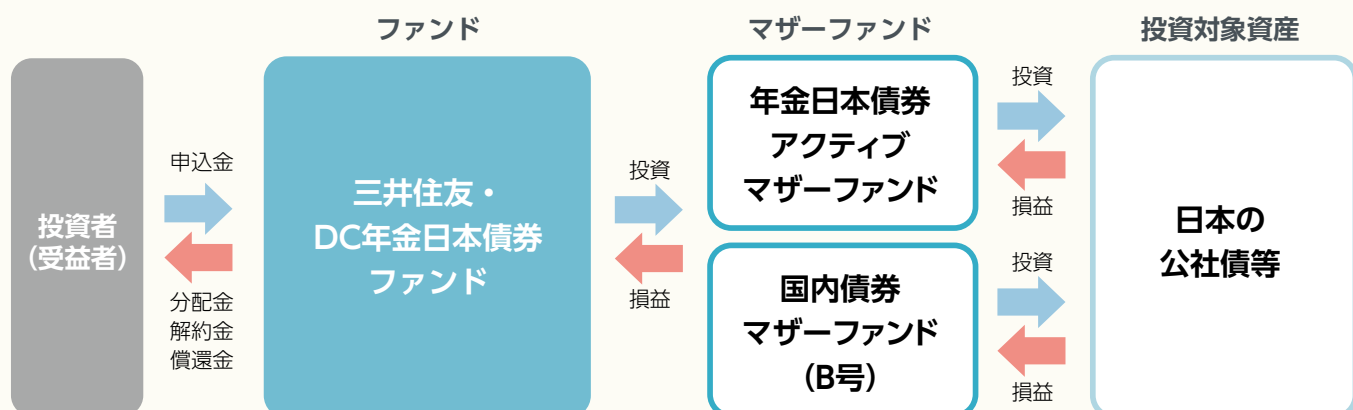 ファンド
マザーファンド
投資対象資産
投資者
(受益者)
申込金
分配金
解約金
償還金
三井住友・
DC年金日本債券
ファンド
投資
損益
年金日本債券
アクティブ
マザーファンド
国内債券
マザーファンド
(B号)
投資
損益
投資
損益
日本の
公社債等